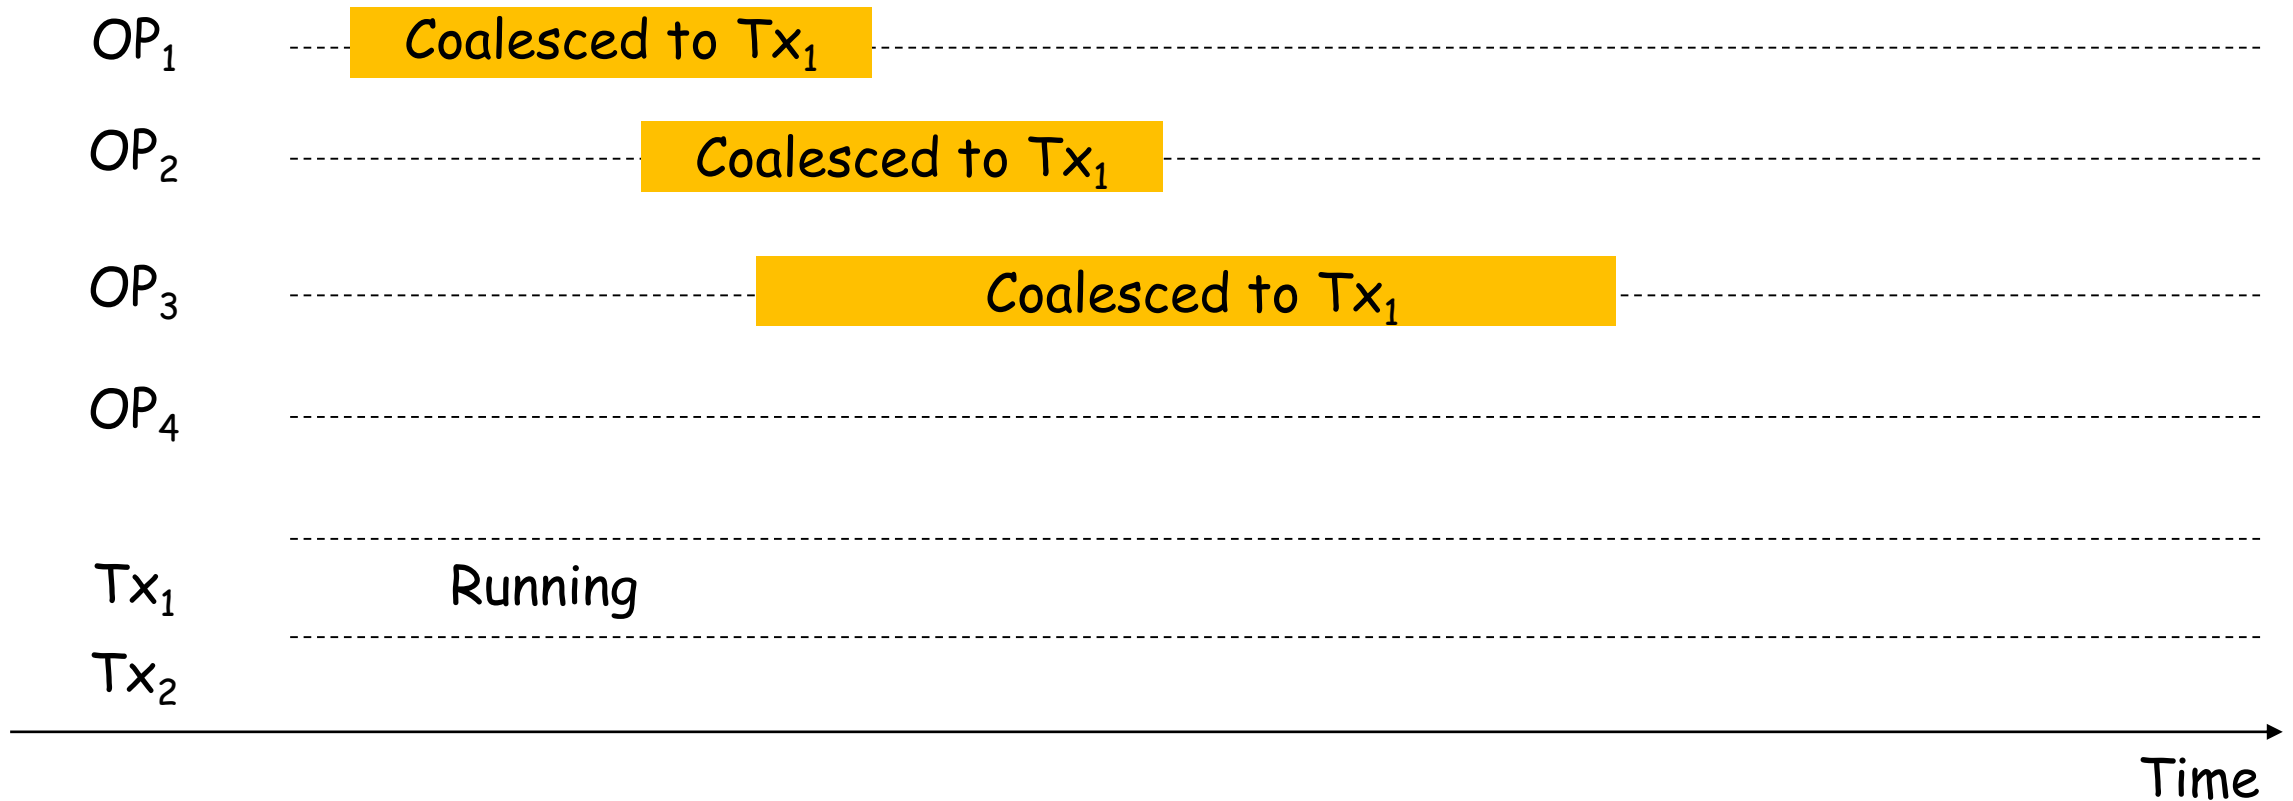 OP₁ Coalesced to Tx₁
OP₂ Coalesced to Tx₁
OP₃ Coalesced to Tx₁
OP₄
Tx₁ Running
Tx₂
Time